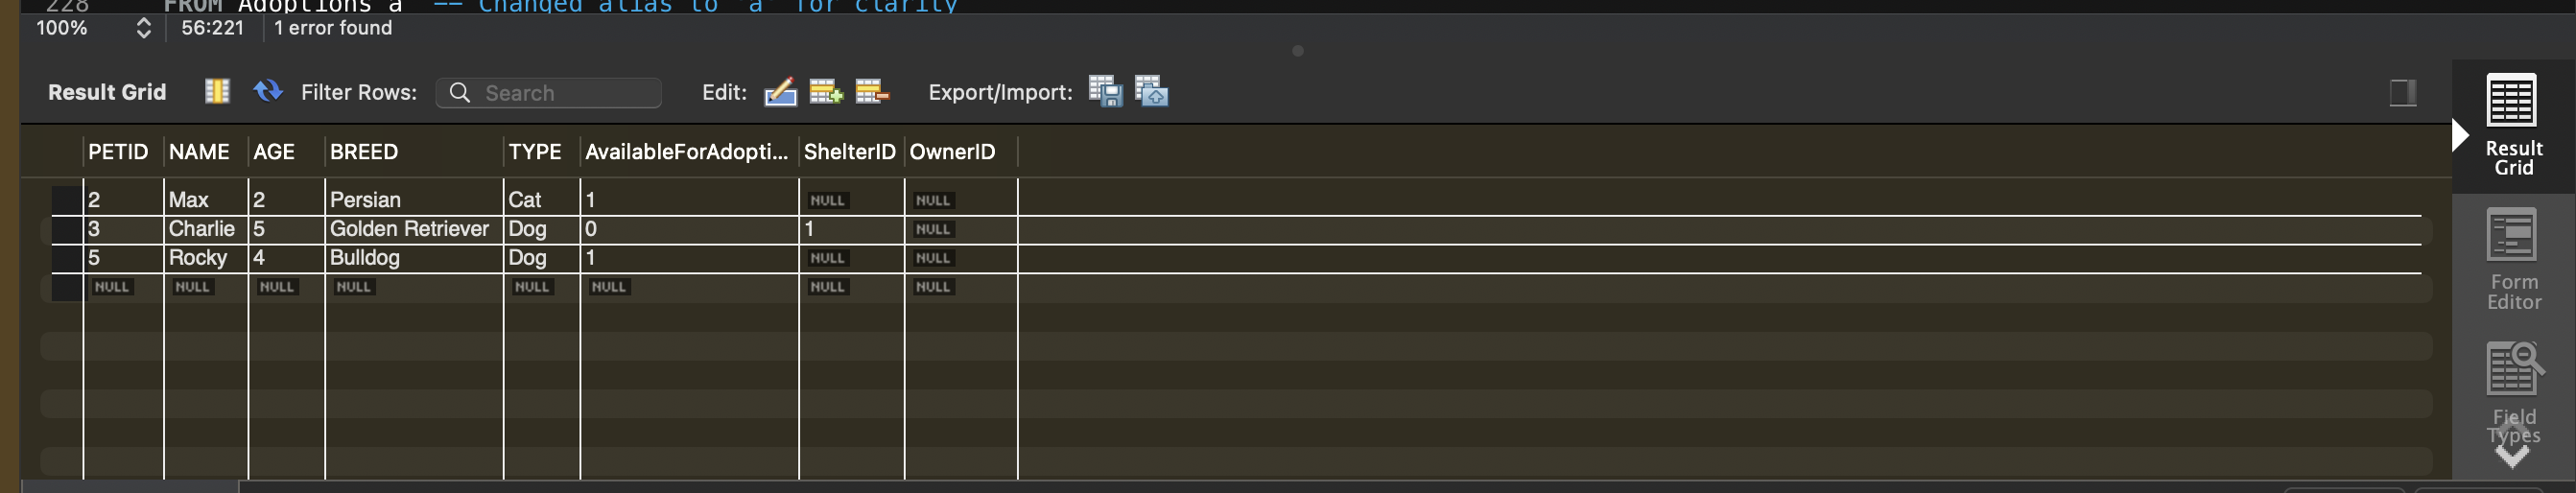 228 FROM Adoptions a -- Changed alias to 'a' for clarity
100% 56:221 1 error found
Result Grid Filter Rows: Search Edit: Export/Import:
PETID NAME AGE BREED TYPE AvailableForAdopti... ShelterID OwnerID
2 Max 2 Persian Cat 1 NULL NULL
3 Charlie 5 Golden Retriever Dog 0 1 NULL
5 Rocky 4 Bulldog Dog 1 NULL NULL
NULL NULL NULL NULL NULL NULL NULL NULL
Result
Grid
Form
Editor
Field
Types